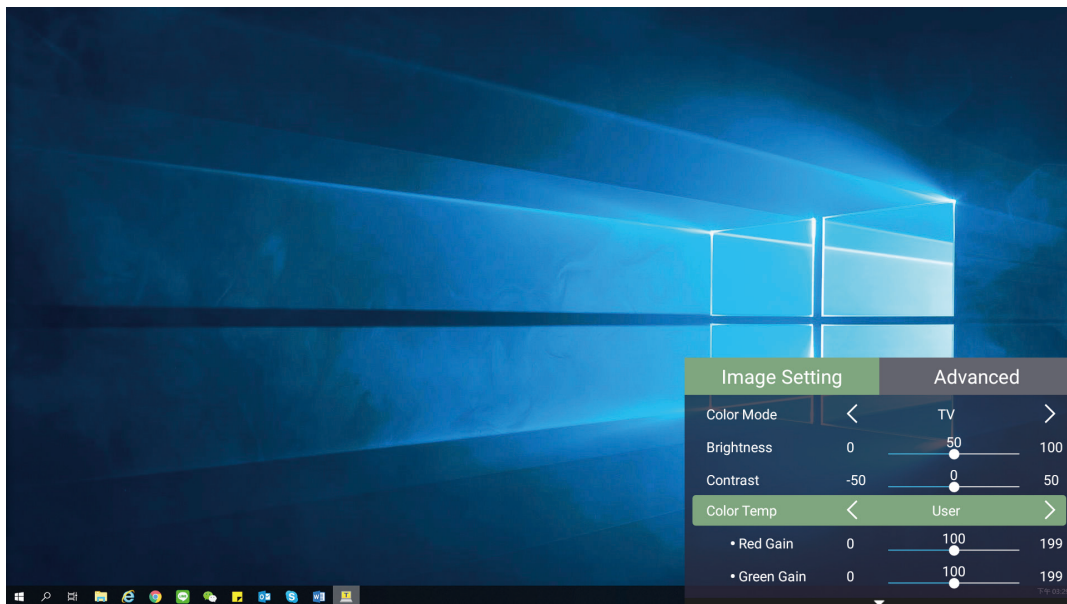 Image Setting Advanced
Color Mode TV
Brightness 0 50 100
Contrast -50 0 50
Color Temp User
• Red Gain 0 100 199
• Green Gain 0 100 199